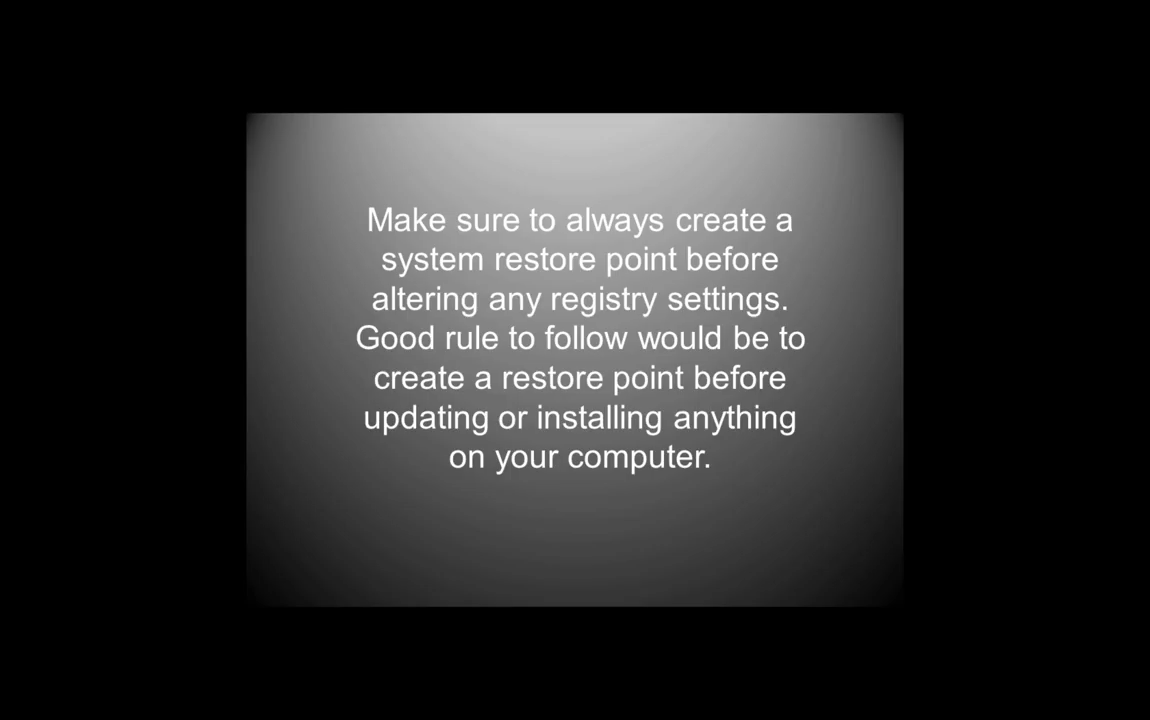 Make sure to always create a
system restore point before
altering any registry settings.
Good rule to follow would be to
create a restore point before
updating or installing anything
on your computer.